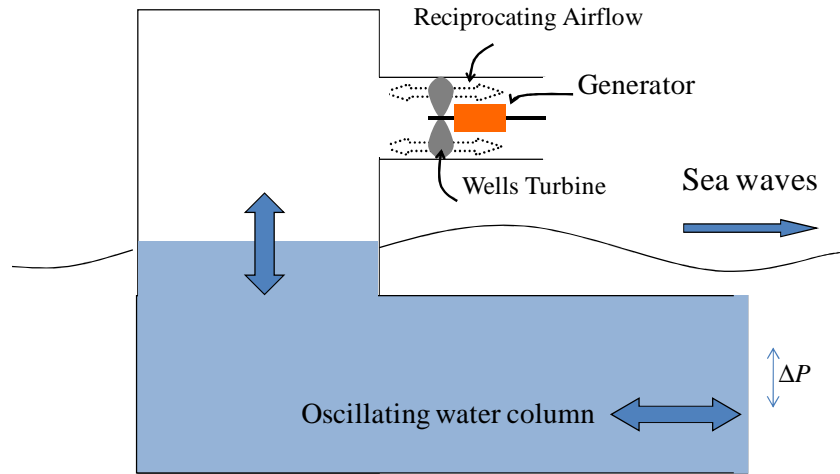 Reciprocating Airflow
Generator
Wells Turbine
Sea waves
ΔP
Oscillating water column